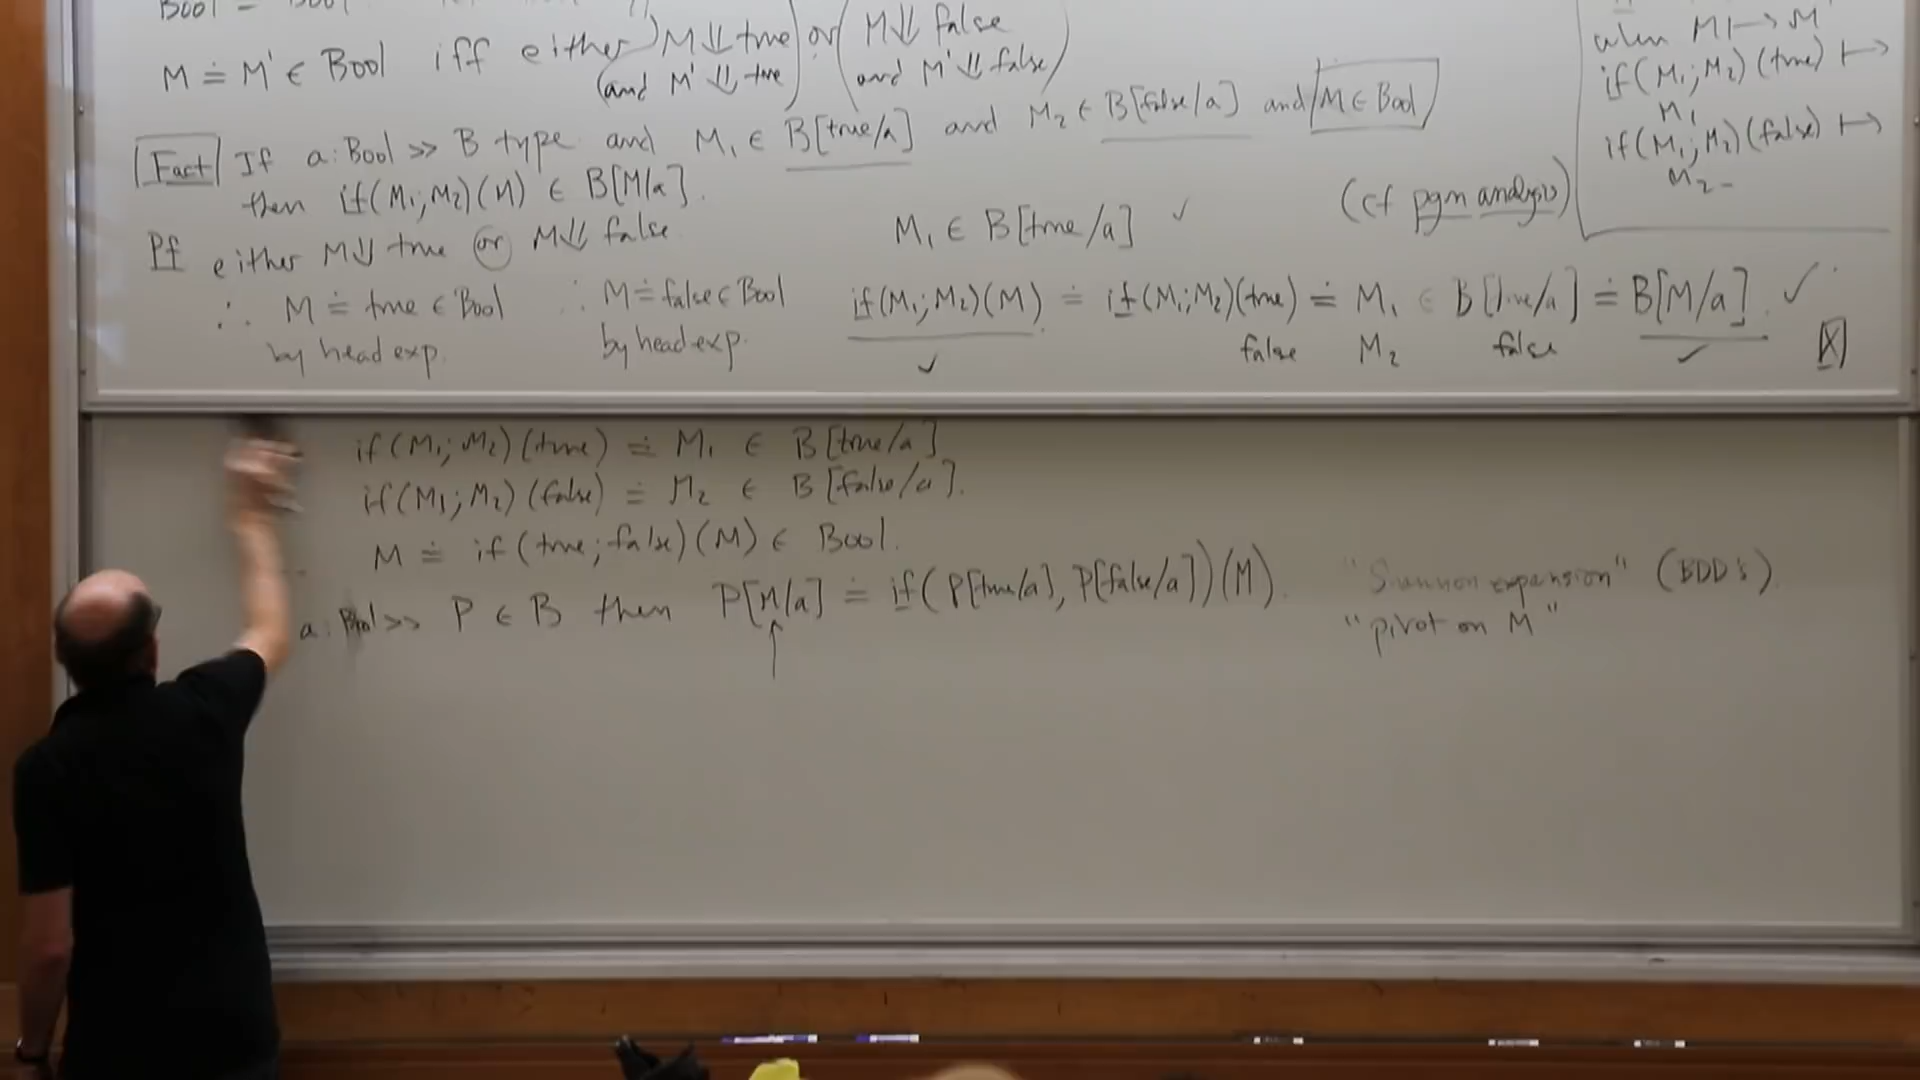 Bool = Bool
M ≐ M' ∈ Bool iff either (M⇓true and M'⇓true) or (M⇓false and M'⇓false)
Fact If a:Bool >> B type and M₁ ∈ B[true/a] and M₂ ∈ B[false/a] and M ∈ Bool
then if(M₁;M₂)(M) ∈ B[M/a].
Pf either M⇓true or M⇓false
M₁ ∈ B[true/a] ✓
(cf pgm analysis)
∴ M ≐ true ∈ Bool
by head exp.
∴ M ≐ false ∈ Bool
by head exp.
if(M₁;M₂)(M) ≐ if(M₁;M₂)(true) ≐ M₁ ∈ B[true/a] ≐ B[M/a] ✓
✓ false M₂ false ✓
when M ↦ M'
if(M₁;M₂)(true) ↦
M₁
if(M₁;M₂)(false) ↦
M₂
if(M₁;M₂)(true) ≐ M₁ ∈ B[true/a]
if(M₁;M₂)(false) ≐ M₂ ∈ B[false/a].
M ≐ if(true;false)(M) ∈ Bool.
a:Bool >> P ∈ B then P[M/a] ≐ if(P[true/a], P[false/a])(M).
"Shannon expansion" (BDD's)
"pivot on M"